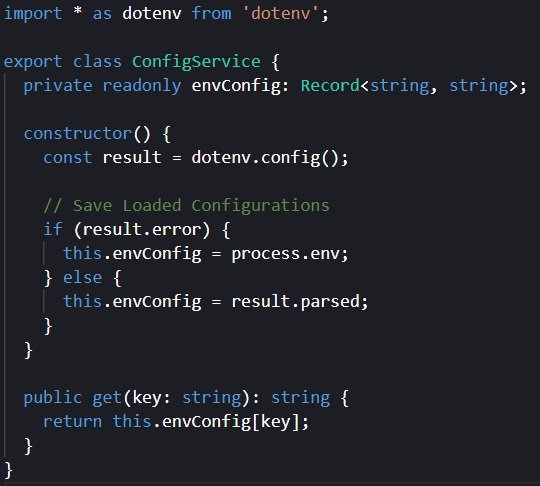 import * as dotenv from 'dotenv';

export class ConfigService {
  private readonly envConfig: Record<string, string>;

  constructor() {
    const result = dotenv.config();

    // Save Loaded Configurations
    if (result.error) {
      this.envConfig = process.env;
    } else {
      this.envConfig = result.parsed;
    }
  }

  public get(key: string): string {
    return this.envConfig[key];
  }
}